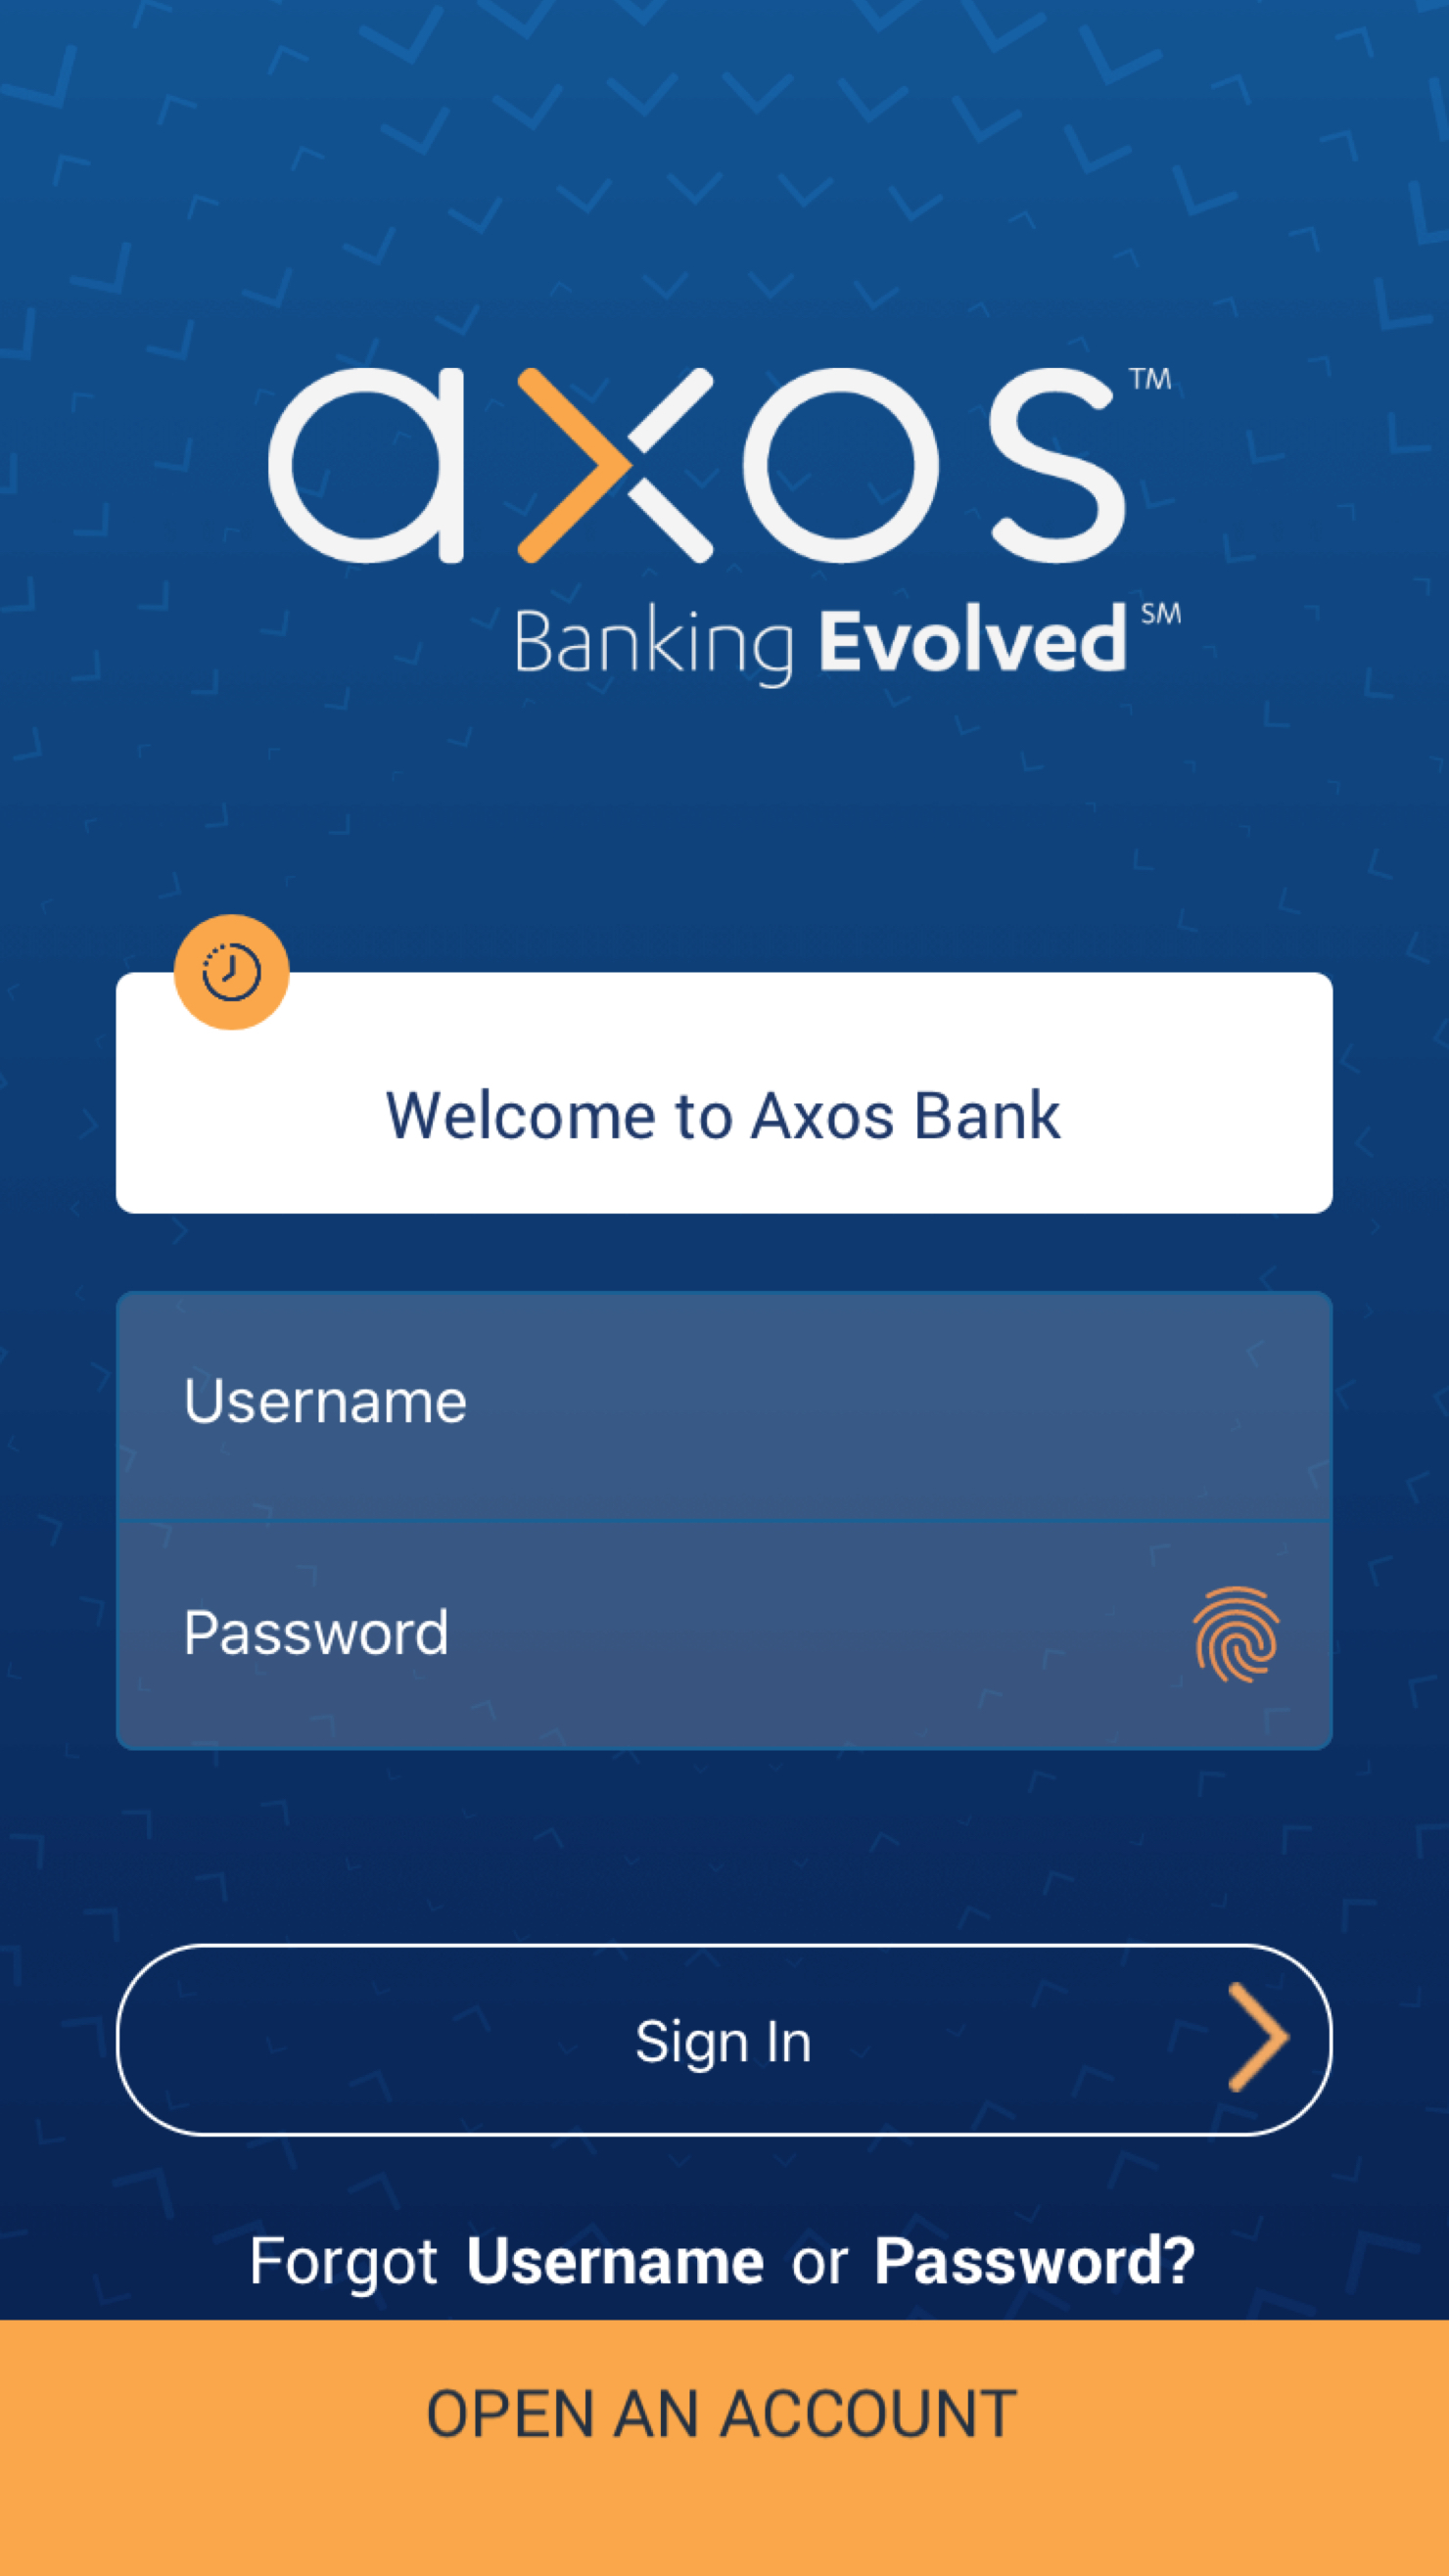 axos™
Banking Evolved℠
Welcome to Axos Bank
Username
Password
Sign In
Forgot Username or Password?
OPEN AN ACCOUNT